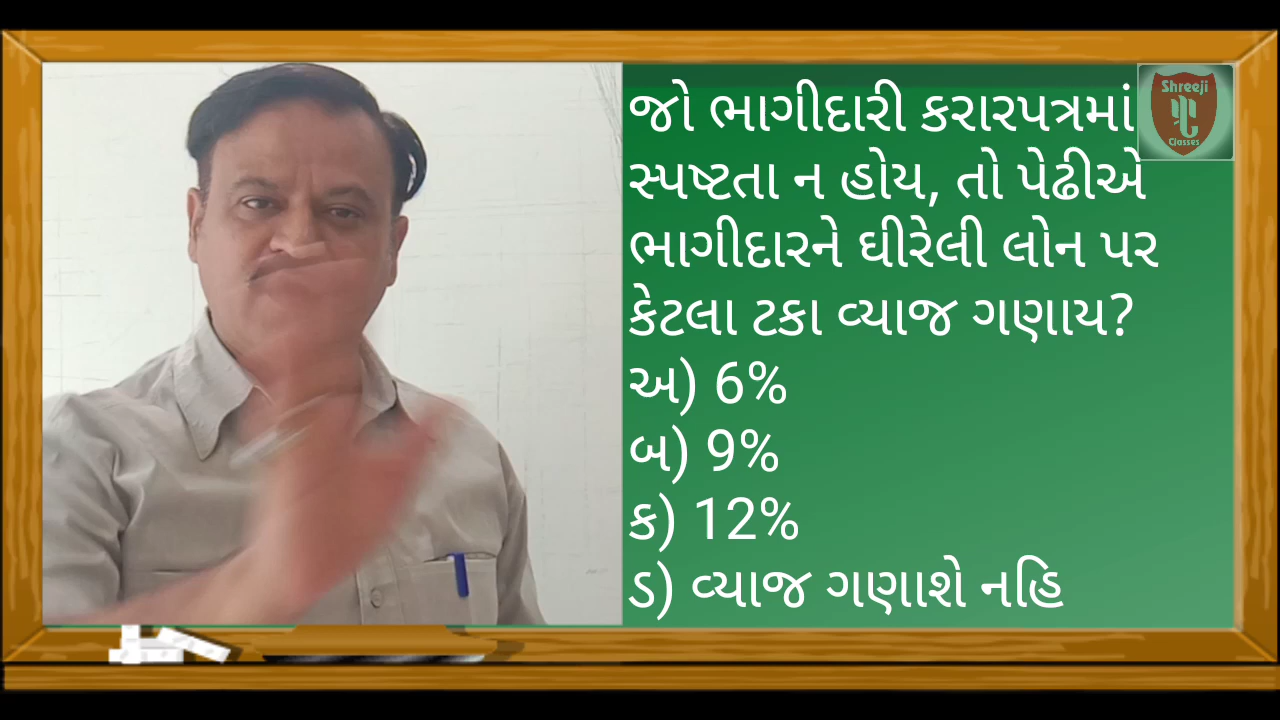 જો ભાગીદારી કરારપત્રમાં
Shreeji
Classes
સ્પષ્ટતા ન હોય, તો પેઢીએ
ભાગીદારને ધીરેલી લોન પર
કેટલા ટકા વ્યાજ ગણાય?
અ) 6%
બ) 9%
ક) 12%
ડ) વ્યાજ ગણાશે નહિ